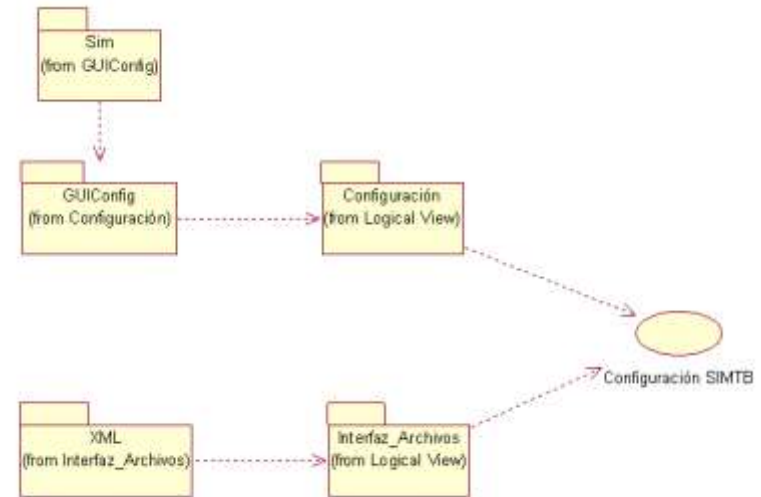 Sim
(from GUIConfig)
GUIConfig
(from Configuración)
Configuración
(from Logical View)
Configuración SIMTB
XML
(from Interfaz_Archivos)
Interfaz_Archivos
(from Logical View)